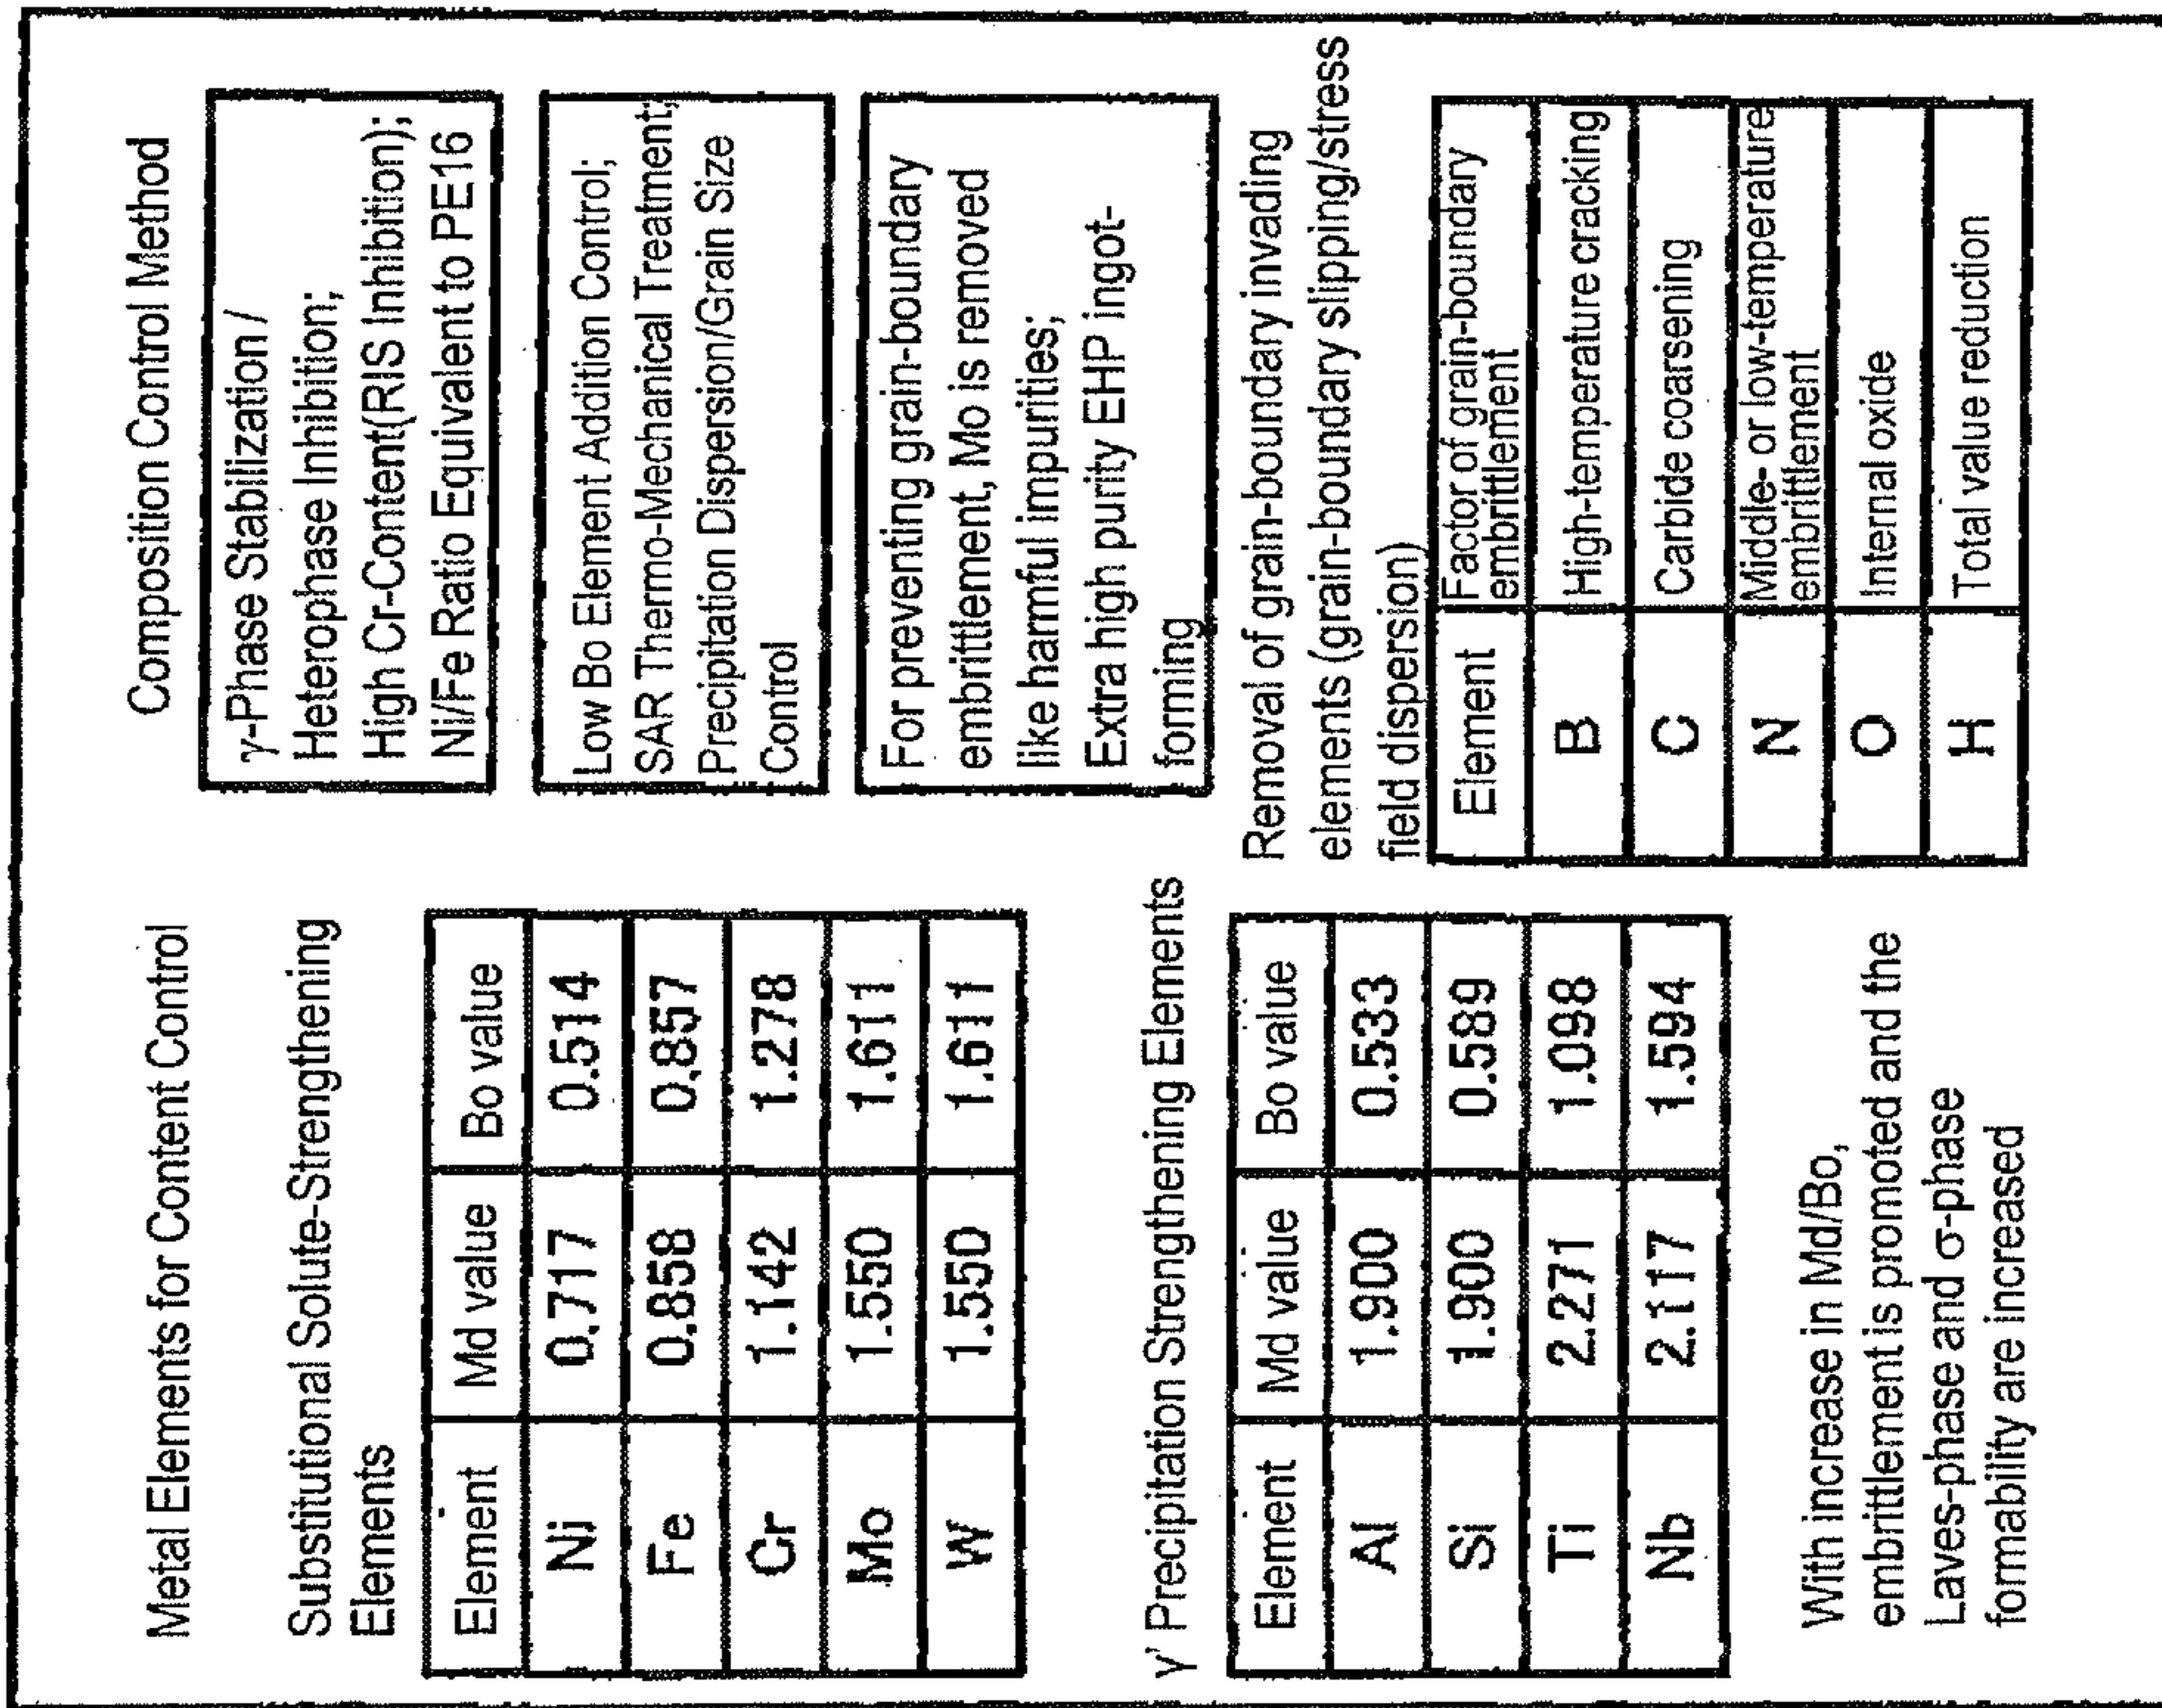 Metal Elements for Content Control
Substitutional Solute-Strengthening
Elements
Element Md value Bo value
Ni 0.717 0.514
Fe 0.858 0.857
Cr 1.142 1.278
Mo 1.550 1.611
W 1.550 1.611
γ' Precipitation Strengthening Elements
Element Md value Bo value
Al 1.900 0.533
Si 1.900 0.589
Ti 2.271 1.098
Nb 2.117 1.594
With increase in Md/Bo,
embrittlement is promoted and the
Laves-phase and σ-phase
formability are increased
Composition Control Method
γ-Phase Stabilization /
Heterophase Inhibition;
High Cr-Content(RIS Inhibition);
Ni/Fe Ratio Equivalent to PE16
Low Bo Element Addition Control;
SAR Thermo-Mechanical Treatment;
Precipitation Dispersion/Grain Size
Control
For preventing grain-boundary
embrittlement, Mo is removed
like harmful impurities;
Extra high purity EHP ingot-
forming
Removal of grain-boundary invading
elements (grain-boundary slipping/stress
field dispersion)
Element Factor of grain-boundary
embrittlement
B High-temperature cracking
C Carbide coarsening
N Middle- or low-temperature
embrittlement
O Internal oxide
H Total value reduction